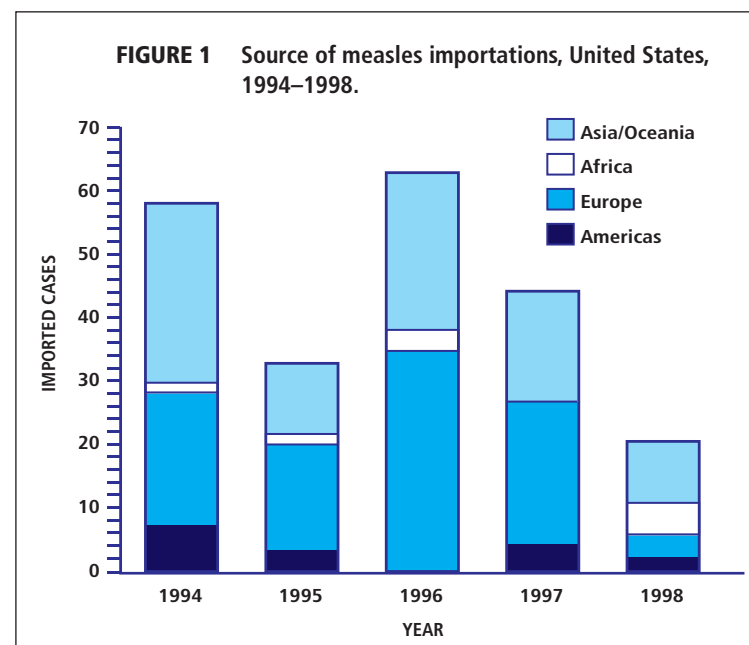 FIGURE 1 Source of measles importations, United States,
1994–1998.
70
60
50
40
30
20
10
0
IMPORTED CASES
Asia/Oceania
Africa
Europe
Americas
1994 1995 1996 1997 1998
YEAR